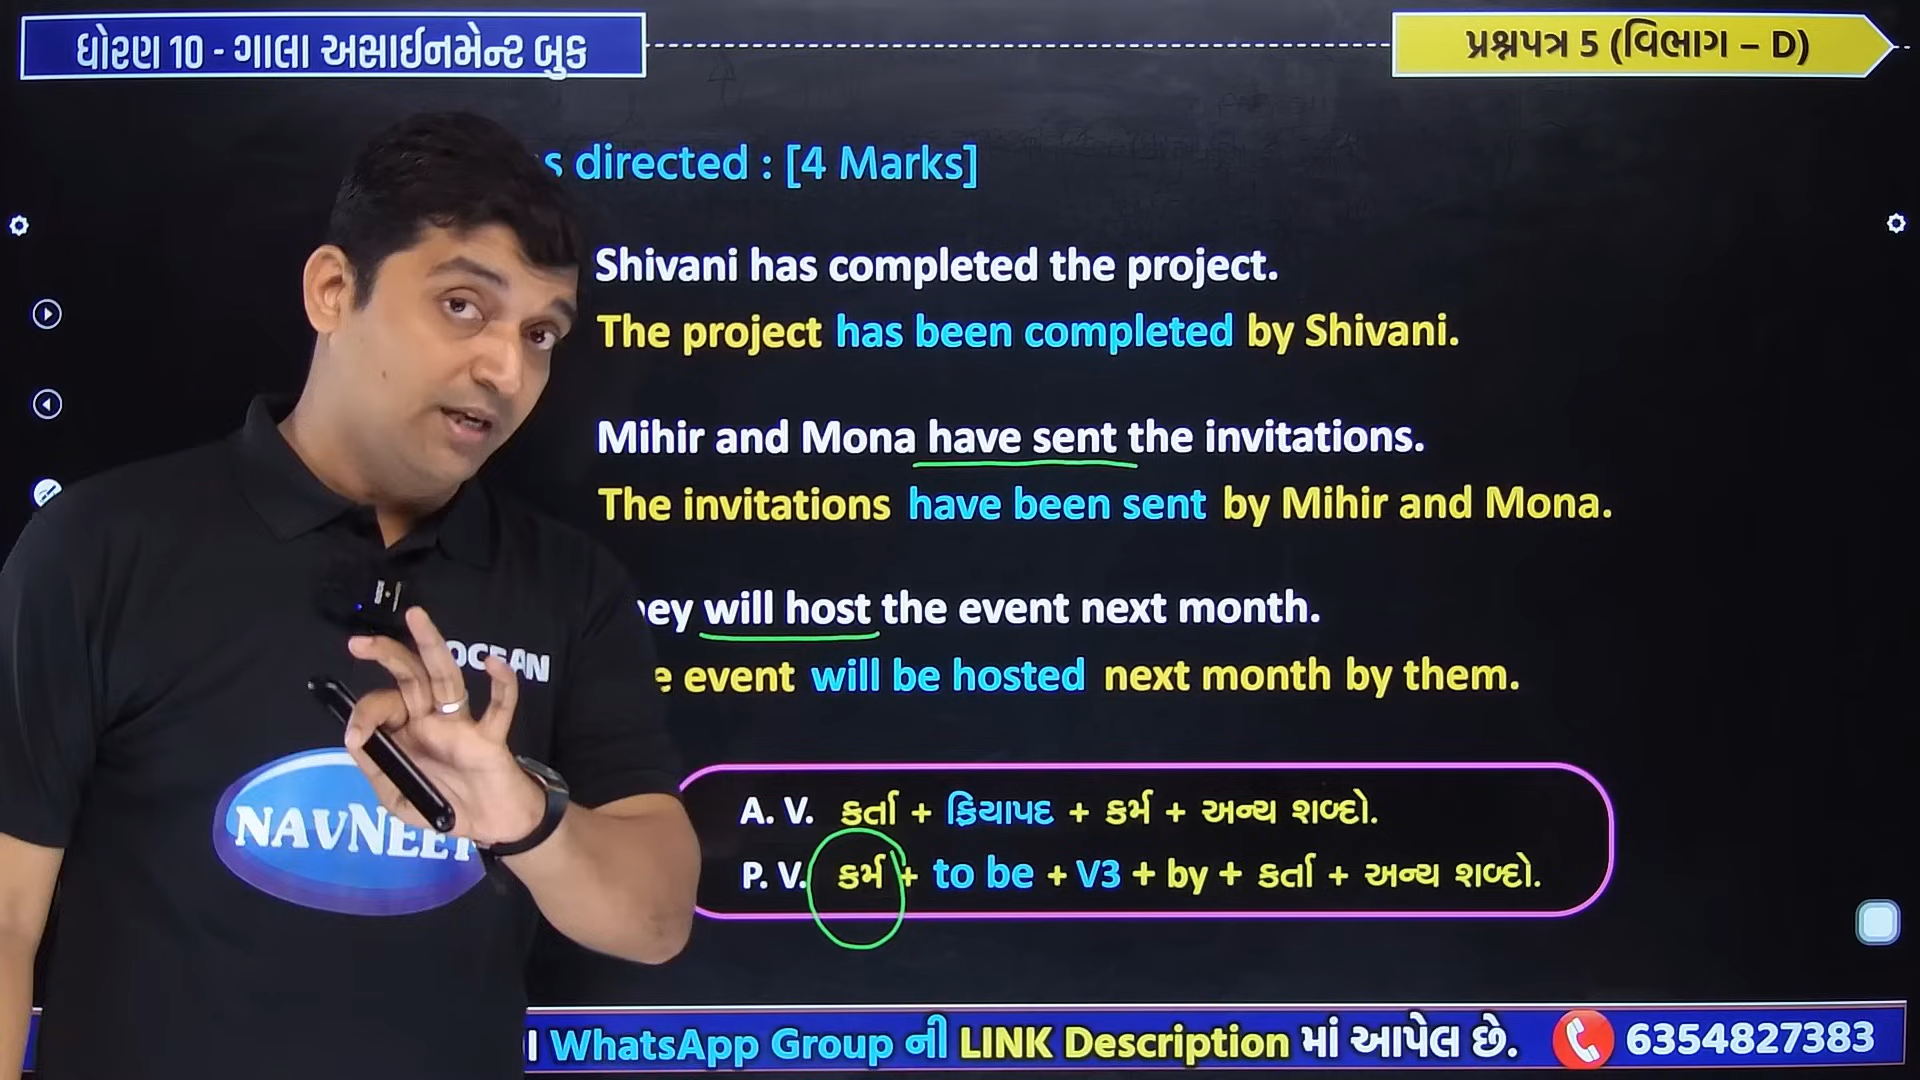 ધોરણ 10 - ગાલા અસાઈનમેન્ટ બુક
પ્રશ્નપત્ર 5 (વિભાગ – D)
s directed : [4 Marks]
Shivani has completed the project.
The project has been completed by Shivani.
Mihir and Mona have sent the invitations.
The invitations have been sent by Mihir and Mona.
ey will host the event next month.
e event will be hosted next month by them.
OCEAN
NAVNEET
A. V. કર્તા + ક્રિયાપદ + કર્મ + અન્ય શબ્દો.
P. V. કર્મ + to be + V3 + by + કર્તા + અન્ય શબ્દો.
WhatsApp Group ની LINK Description માં આપેલ છે. 6354827383